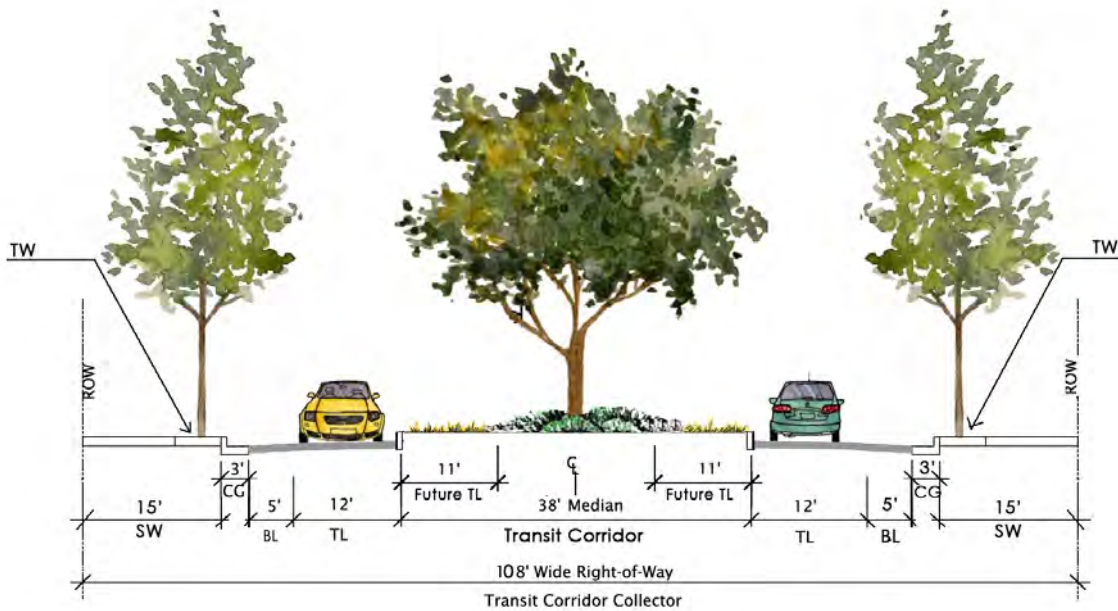 TW
TW
ROW
ROW
3'
CG
15'
SW
5'
BL
12'
TL
11'
Future TL
℄
38' Median
Transit Corridor
11'
Future TL
12'
TL
5'
BL
3'
CG
15'
SW
108' Wide Right-of-Way
Transit Corridor Collector